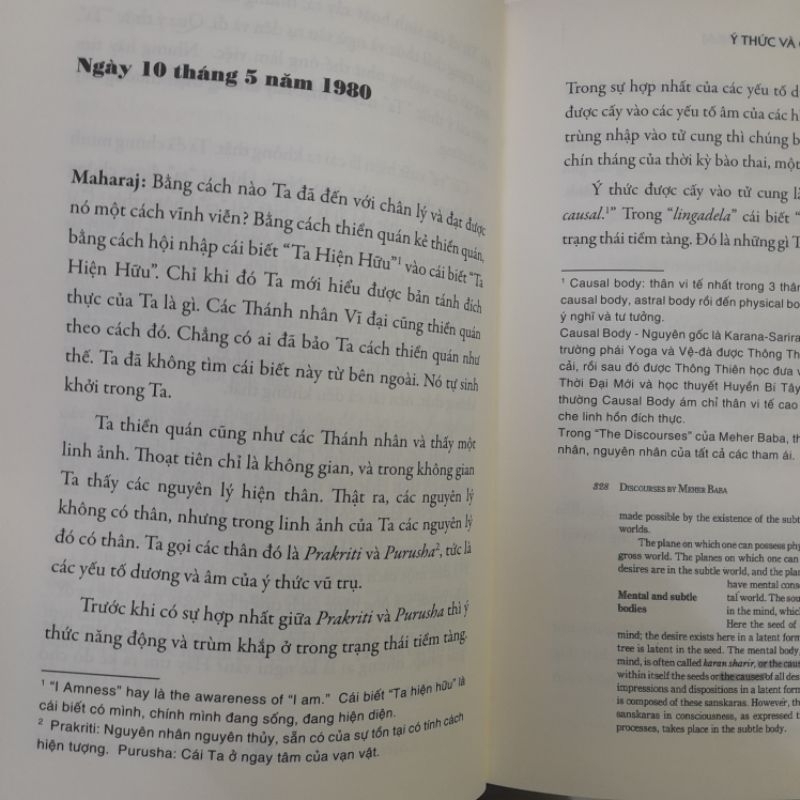 Ngày 10 tháng 5 năm 1980
Maharaj: Bằng cách nào Ta đã đến với chân lý và đạt được
nó một cách vĩnh viễn? Bằng cách thiền quán kẻ thiền quán,
bằng cách hội nhập cái biết “Ta Hiện Hữu”¹ vào cái biết “Ta
Hiện Hữu”. Chỉ khi đó Ta mới hiểu được bản tánh đích
thực của Ta là gì. Các Thánh nhân Vĩ đại cũng thiền quán
theo cách đó. Chẳng có ai đã bảo Ta cách thiền quán như
thế. Ta đã không tìm cái biết này từ bên ngoài. Nó tự sinh
khởi trong Ta.
Ta thiền quán cũng như các Thánh nhân và thấy một
linh ảnh. Thoạt tiên chỉ là không gian, và trong không gian
Ta thấy các nguyên lý hiện thân. Thật ra, các nguyên lý
không có thân, nhưng trong linh ảnh của Ta các nguyên lý
đó có thân. Ta gọi các thân đó là Prakriti và Purusha², tức là
các yếu tố dương và âm của ý thức vũ trụ.
Trước khi có sự hợp nhất giữa Prakriti và Purusha thì ý
thức năng động và trùm khắp ở trong trạng thái tiềm tàng.
¹ “I Amness” hay là the awareness of “I am.” Cái biết “Ta hiện hữu” là
cái biết có mình, chính mình đang sống, đang hiện diện.
² Prakriti: Nguyên nhân nguyên thủy, sẵn có của sự tồn tại có tính cách
hiện tượng. Purusha: Cái Ta ở ngay tâm của vạn vật.
Ý THỨC VÀ
Trong sự hợp nhất của các yếu tố
được cấy vào các yếu tố âm của các
trùng nhập vào tử cung thì chúng
chín tháng của thời kỳ bào thai, một
Ý thức được cấy vào tử cung
causal.¹” Trong “lingadela” cái biết
trạng thái tiềm tàng. Đó là những gì
¹ Causal body: thân vi tế nhất trong 3
causal body, astral body rồi đến physical
ý nghĩ và tư tưởng.
Causal Body - Nguyên gốc là Karana-Sarira
trường phái Yoga và Vệ-đà được Thông
cải, rồi sau đó được Thông Thiên học đưa
Thời Đại Mới và học thuyết Huyền Bí
thường Causal Body ám chỉ thân vi tế cao
che linh hồn đích thực.
Trong “The Discourses” của Meher Baba,
nhân, nguyên nhân của tất cả các tham ái.
328 DISCOURSES BY MEHER BABA
made possible by the existence of the
worlds.
The plane on which one can possess
gross world. The planes on which one can
desires are in the subtle world, and the
have mental
Mental and subtle
bodies
tal world. The
in the mind, which
Here the seed of
mind; the desire exists here in a latent form
tree is latent in the seed. The mental body,
mind, is often called karan sharir, or the
within itself the seeds or the causes of all
impressions and dispositions in a latent form
is composed of these sanskaras. However,
sanskaras in consciousness, as expressed
processes, takes place in the subtle body.